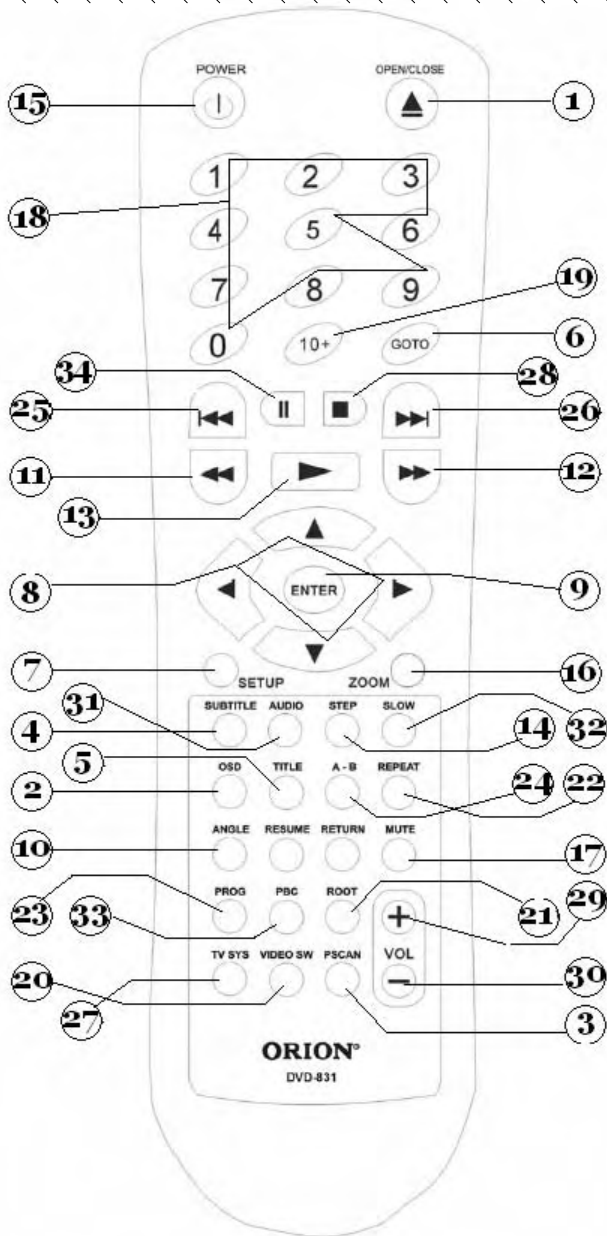 POWER OPEN/CLOSE
15 1
1 2 3
18
4 5 6
7 8 9
19
0 10+ GOTO 6
34 28
25 26
11 12
13
8 ENTER 9
7 SETUP ZOOM 16
31 SUBTITLE AUDIO STEP SLOW
4 14 32
5 OSD TITLE A - B REPEAT
2 24 22
ANGLE RESUME RETURN MUTE
10 17
PROG PBC ROOT
23 33 + 21 29
TV SYS VIDEO SW PSCAN VOL
20 − 30
27 3
ORION
DVD-831